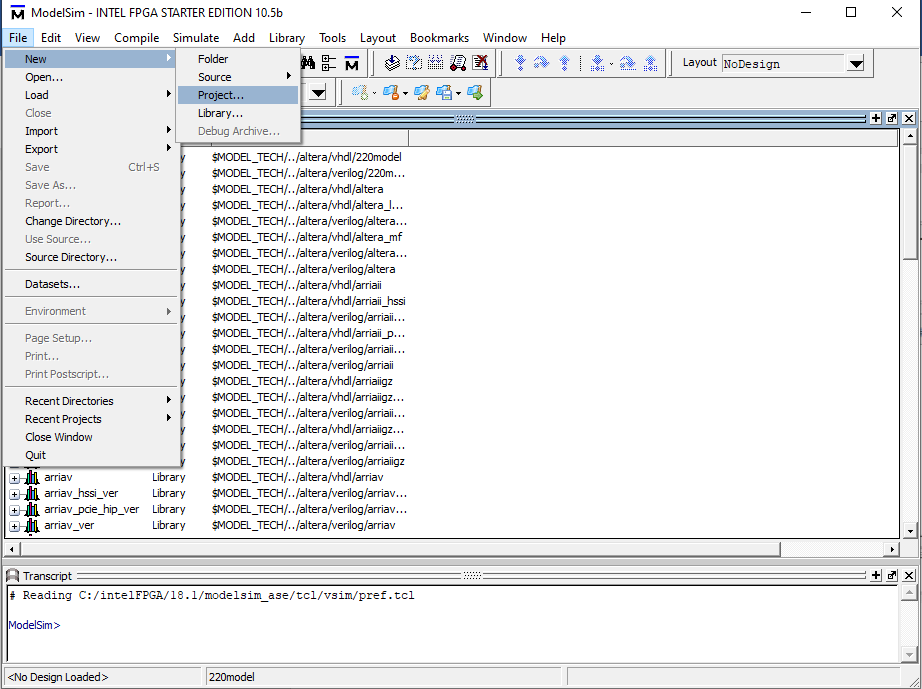 ModelSim - INTEL FPGA STARTER EDITION 10.5b
File Edit View Compile Simulate Add Library Tools Layout Bookmarks Window Help
Layout NoDesign
New
Open...
Load
Close
Import
Export
Save Ctrl+S
Save As...
Report...
Change Directory...
Use Source...
Source Directory...
Datasets...
Environment
Page Setup...
Print...
Print Postscript...
Recent Directories
Recent Projects
Close Window
Quit
Folder
Source
Project...
Library...
Debug Archive...
y $MODEL_TECH/../altera/vhdl/220model
y $MODEL_TECH/../altera/verilog/220m...
y $MODEL_TECH/../altera/vhdl/altera
y $MODEL_TECH/../altera/vhdl/altera_l...
y $MODEL_TECH/../altera/verilog/altera...
y $MODEL_TECH/../altera/vhdl/altera_mf
y $MODEL_TECH/../altera/verilog/altera...
y $MODEL_TECH/../altera/verilog/altera
y $MODEL_TECH/../altera/vhdl/arriaii
y $MODEL_TECH/../altera/vhdl/arriaii_hssi
y $MODEL_TECH/../altera/verilog/arriaii...
y $MODEL_TECH/../altera/vhdl/arriaii_p...
y $MODEL_TECH/../altera/verilog/arriaii...
y $MODEL_TECH/../altera/verilog/arriaii
y $MODEL_TECH/../altera/vhdl/arriaiigz
y $MODEL_TECH/../altera/vhdl/arriaiigz...
y $MODEL_TECH/../altera/verilog/arriaii...
y $MODEL_TECH/../altera/vhdl/arriaiigz...
y $MODEL_TECH/../altera/verilog/arriaii...
y $MODEL_TECH/../altera/verilog/arriaiigz
arriav Library $MODEL_TECH/../altera/vhdl/arriav
arriav_hssi_ver Library $MODEL_TECH/../altera/verilog/arriav...
arriav_pcie_hip_ver Library $MODEL_TECH/../altera/verilog/arriav...
arriav_ver Library $MODEL_TECH/../altera/verilog/arriav
Transcript
# Reading C:/intelFPGA/18.1/modelsim_ase/tcl/vsim/pref.tcl
ModelSim>
<No Design Loaded> 220model